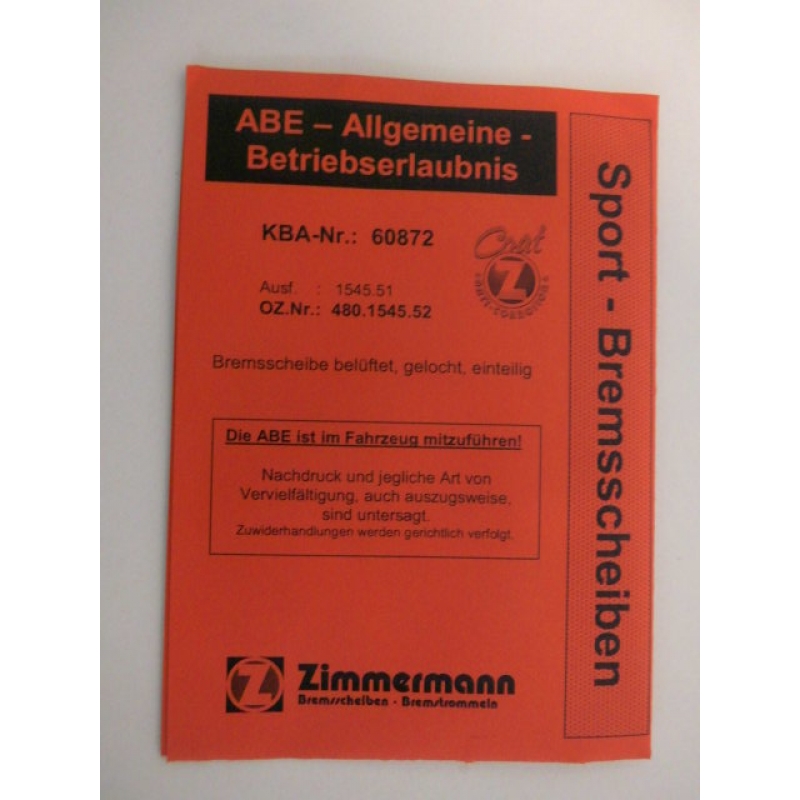 ABE – Allgemeine -
Betriebserlaubnis
KBA-Nr.: 60872
Coat
Z
ANTI-CORROSION
Ausf. : 1545.51
OZ.Nr.: 480.1545.52
Bremsscheibe belüftet, gelocht, einteilig
Die ABE ist im Fahrzeug mitzuführen!
Nachdruck und jegliche Art von
Vervielfältigung, auch auszugsweise,
sind untersagt.
Zuwiderhandlungen werden gerichtlich verfolgt.
Z Zimmermann
Bremsscheiben - Bremstrommeln
Sport - Bremsscheiben